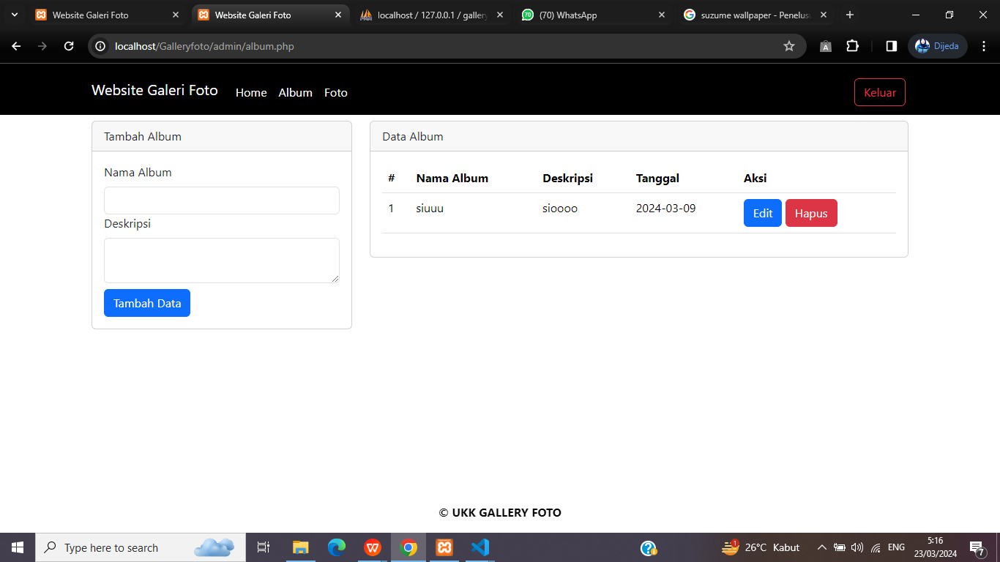 Website Galeri Foto
Website Galeri Foto
localhost / 127.0.0.1 / gallery
70 (70) WhatsApp
suzume wallpaper - Penelusu
localhost/Galleryfoto/admin/album.php
A
Dijeda
Website Galeri Foto Home Album Foto Keluar
Tambah Album
Nama Album
Deskripsi
Tambah Data
Data Album
# Nama Album Deskripsi Tanggal Aksi
1 siuuu sioooo 2024-03-09 Edit Hapus
© UKK GALLERY FOTO
Type here to search
1 26°C Kabut
ENG
5:16
23/03/2024
7